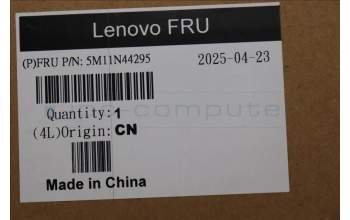 Lenovo FRU
(P)FRU P/N: 5M11N44295 2025-04-23
Quantity: 1
(4L)Origin: CN
Made in China